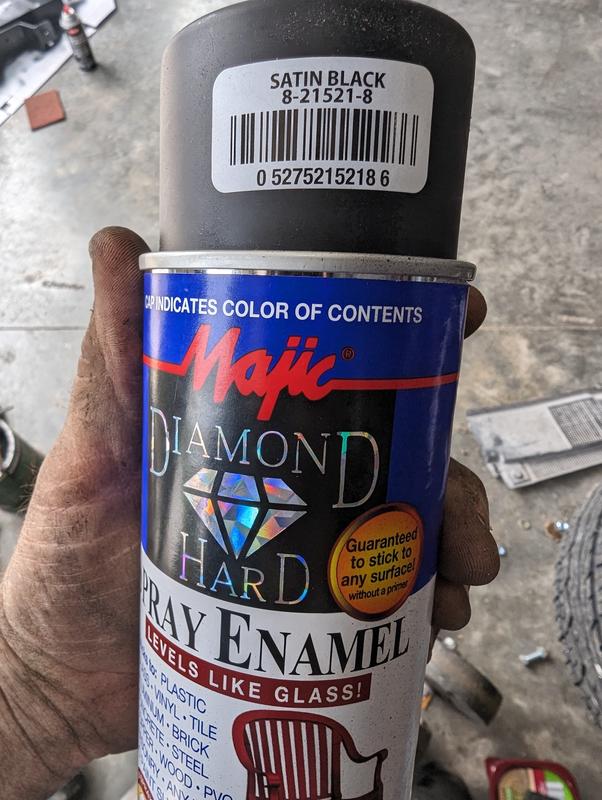 SATIN BLACK
8-21521-8
0 52752 15218 6
CAP INDICATES COLOR OF CONTENTS
Majic®
DIAMOND
HARD
Guaranteed
to stick to
any surface!
without a primer
PRAY ENAMEL
LEVELS LIKE GLASS!
PLASTIC
VINYL • TILE
BRICK
STEEL
WOOD • PVC